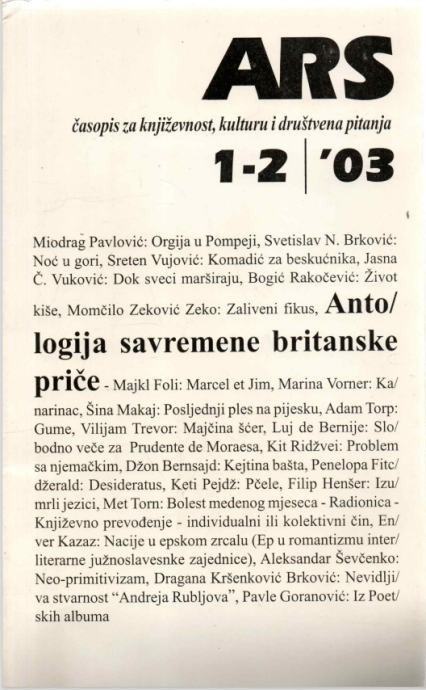 ARS
časopis za književnost, kulturu i društvena pitanja
1-2 | '03
Miodrag Pavlović: Orgija u Pompeji, Svetislav N. Brković:
Noć u gori, Sreten Vujović: Komadić za beskućnika, Jasna
Č. Vuković: Dok sveci marširaju, Bogić Rakočević: Život
kiše, Momčilo Zeković Zeko: Zaliveni fikus, Anto/
logija savremene britanske
priče - Majkl Foli: Marcel et Jim, Marina Vorner: Ka/
narinac, Šina Makaj: Posljednji ples na pijesku, Adam Torp:
Gume, Vilijam Trevor: Majčina šćer, Luj de Bernije: Slo/
bodno veče za Prudente de Moraesa, Kit Ridžvei: Problem
sa njemačkim, Džon Bernsajd: Kejtina bašta, Penelopa Fitc/
džerald: Desideratus, Keti Pejdž: Pčele, Filip Henšer: Izu/
mrli jezici, Met Torn: Bolest medenog mjeseca - Radionica -
Književno prevođenje - individualni ili kolektivni čin, En/
ver Kazaz: Nacije u epskom zrcalu (Ep u romantizmu inter/
literarne južnoslavesnke zajednice), Aleksandar Ševčenko:
Neo-primitivizam, Dragana Kršenković Brković: Nevidlji/
va stvarnost “Andreja Rubljova”, Pavle Goranović: Iz Poet/
skih albuma